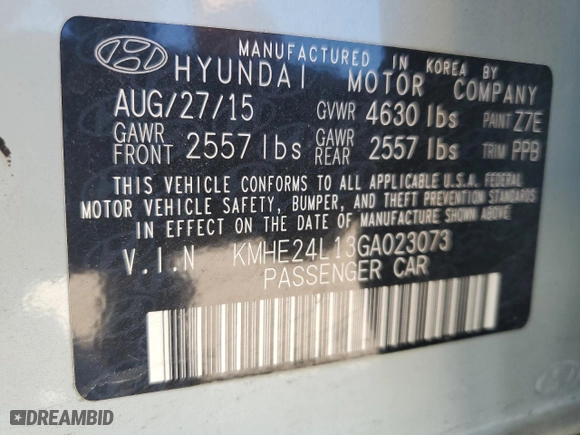 MANUFACTURED IN KOREA BY
HYUNDAI MOTOR COMPANY
AUG/27/15 GVWR 4630 lbs PAINT Z7E
GAWR FRONT 2557 lbs GAWR REAR 2557 lbs TRIM PPB
THIS VEHICLE CONFORMS TO ALL APPLICABLE U.S.A. FEDERAL
MOTOR VEHICLE SAFETY, BUMPER, AND THEFT PREVENTION STANDARDS
IN EFFECT ON THE DATE OF MANUFACTURE SHOWN ABOVE
V.I.N KMHE24L13GA023073
PASSENGER CAR
DREAMBID